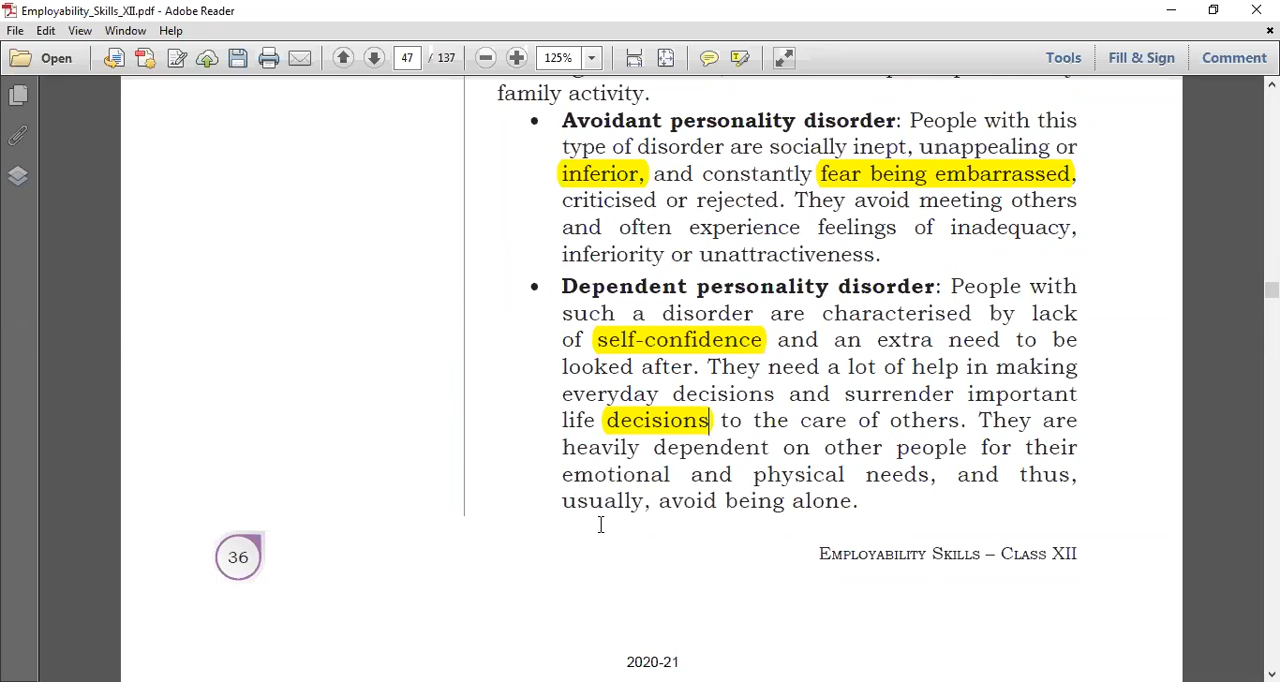 Employability_Skills_XII.pdf - Adobe Reader
File Edit View Window Help
Open 47 / 137 125% Tools Fill & Sign Comment
family activity.
• Avoidant personality disorder: People with this
type of disorder are socially inept, unappealing or
inferior, and constantly fear being embarrassed,
criticised or rejected. They avoid meeting others
and often experience feelings of inadequacy,
inferiority or unattractiveness.
• Dependent personality disorder: People with
such a disorder are characterised by lack
of self-confidence and an extra need to be
looked after. They need a lot of help in making
everyday decisions and surrender important
life decisions to the care of others. They are
heavily dependent on other people for their
emotional and physical needs, and thus,
usually, avoid being alone.
36
Employability Skills – Class XII
2020-21